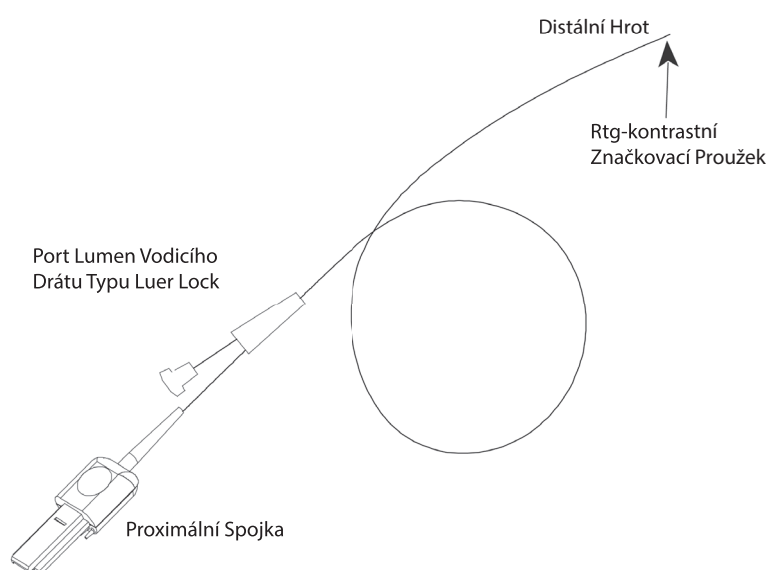 Distální Hrot
Rtg-kontrastní
Značkovací Proužek
Port Lumen Vodicího
Drátu Typu Luer Lock
Proximální Spojka